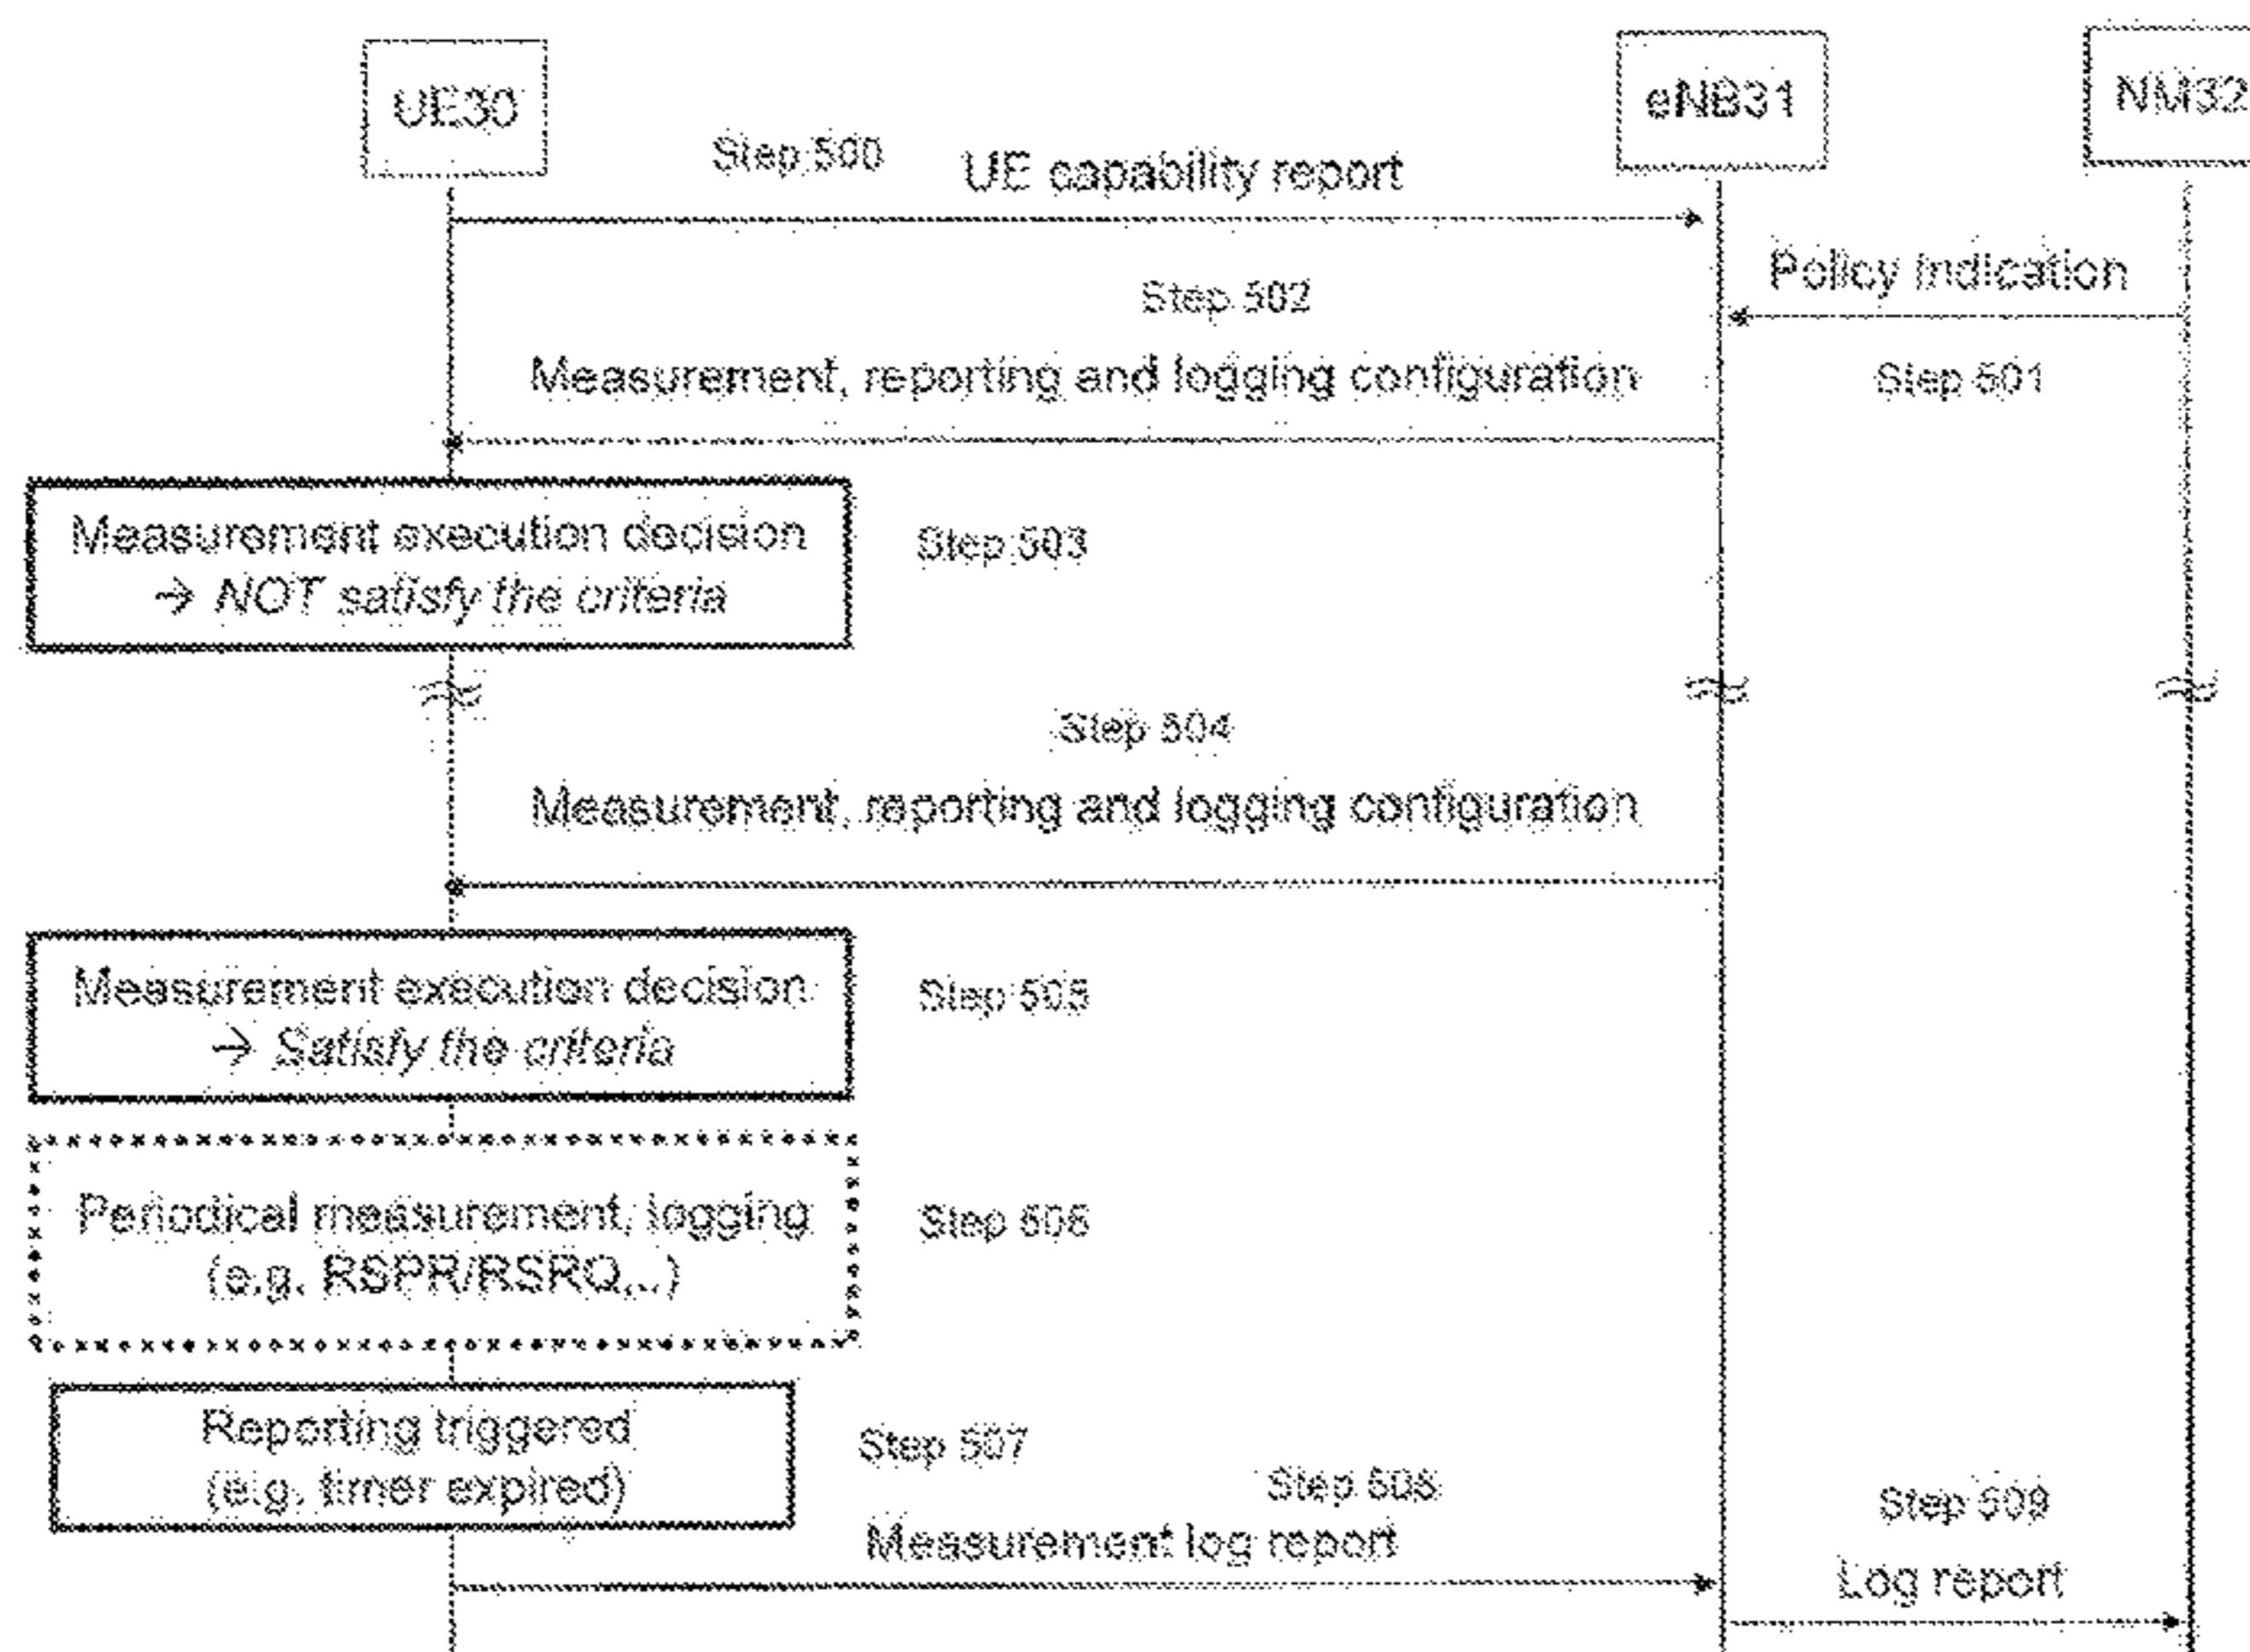 UE30
eNB31
NM32
Step 500
UE capability report
Policy indication
Step 502
Measurement, reporting and logging configuration
Step 501
Measurement execution decision
→ NOT satisfy the criteria
Step 503
Step 504
Measurement, reporting and logging configuration
Measurement execution decision
→ Satisfy the criteria
Step 505
Periodical measurement, logging
(e.g. RSPR/RSRQ,..)
Step 506
Reporting triggered
(e.g. timer expired)
Step 507
Step 508
Measurement log report
Step 509
Log report